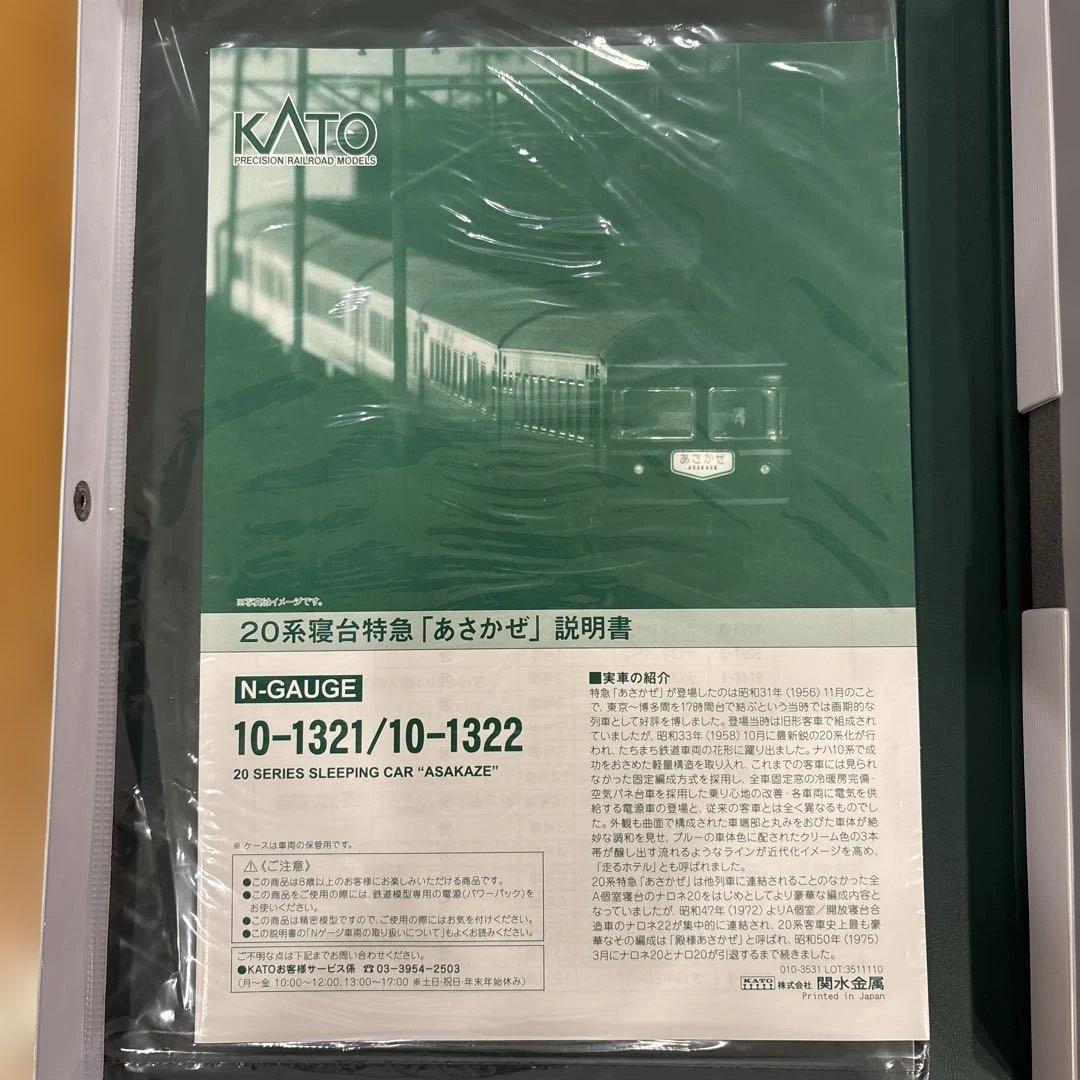 KATO
PRECISION RAILROAD MODELS
あさかぜ
ASAKAZE
※写真はイメージです。
20系寝台特急「あさかぜ」説明書
N-GAUGE
10-1321/10-1322
20 SERIES SLEEPING CAR “ASAKAZE”
※ ケースは車両の保管用です。
⚠《ご注意》
●この商品は8歳以上のお客様にお楽しみいただける商品です。
●この商品をご使用の際には、鉄道模型専用の電源(パワーパック)を
お使いください。
●この商品は精密模型ですので、ご使用の際にはお気を付けください。
●この説明書の「Nゲージ車両の取り扱いについて」もよくお読みください。
ご不明な点は下記までお問い合わせください。
●KATOお客様サービス係 ☎03-3954-2503
(月〜金 10:00〜12:00、13:00〜17:00 ※土日・祝日・年末年始休み)
■実車の紹介
特急「あさかぜ」が登場したのは昭和31年(1956)11月のこと
で、東京〜博多間を17時間台で結ぶという当時では画期的な
列車として好評を博しました。登場当時は旧形客車で組成され
ていましたが、昭和33年(1958)10月に最新鋭の20系化が行
われ、たちまち鉄道車両の花形に躍り出ました。ナハ10系で成
功をおさめた軽量構造を取り入れ、これまでの客車には見られ
なかった固定編成方式を採用し、全車固定窓の冷暖房完備・
空気バネ台車を採用した乗り心地の改善・各車両に電気を供
給する電源車の登場と、従来の客車とは全く異なるものでし
た。外観も曲面で構成された車端部と丸みをおびた車体が絶
妙な調和を見せ、ブルーの車体色に配されたクリーム色の3本
帯が醸し出す流れるようなラインが近代化イメージを高め、
「走るホテル」とも呼ばれました。
20系特急「あさかぜ」は他列車に連結されることのなかった全
A個室寝台のナロネ20をはじめとしてより豪華な編成内容と
なっていましたが、昭和47年(1972)よりA個室/開放寝台合
造車のナロネ22が集中的に連結され、20系客車史上最も豪
華なその編成は「殿様あさかぜ」と呼ばれ、昭和50年(1975)
3月にナロネ20とナロ20が引退するまで続きました。
010-3531 LOT:3511110
KATO 株式会社 関水金属
Printed in Japan